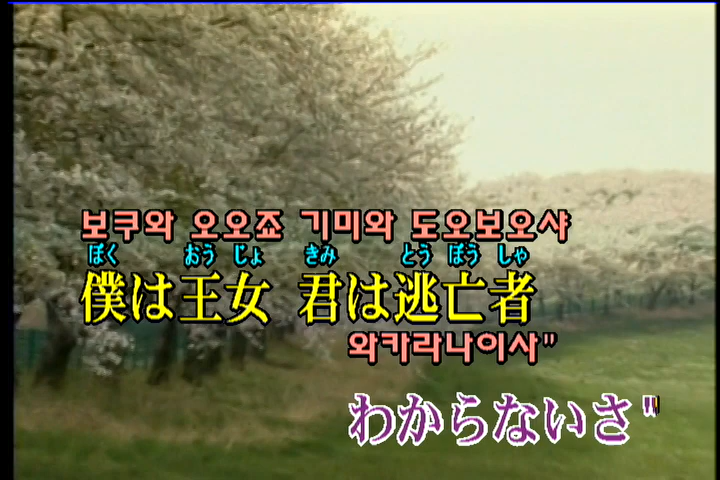 보쿠와 오오죠 기미와 도오보오샤
ぼく おう じょ きみ とう ぼう しゃ
僕は王女 君は逃亡者
와카라나이사"
わからないさ"